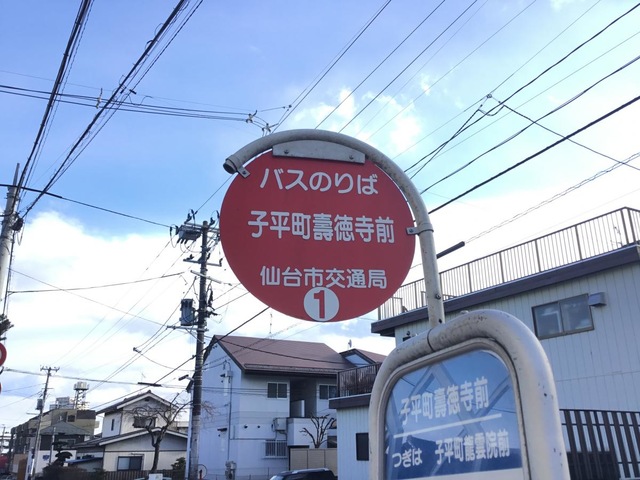 バスのりば
子平町壽徳寺前
仙台市交通局
1
子平町壽徳寺前
つぎは 子平町龍雲院前